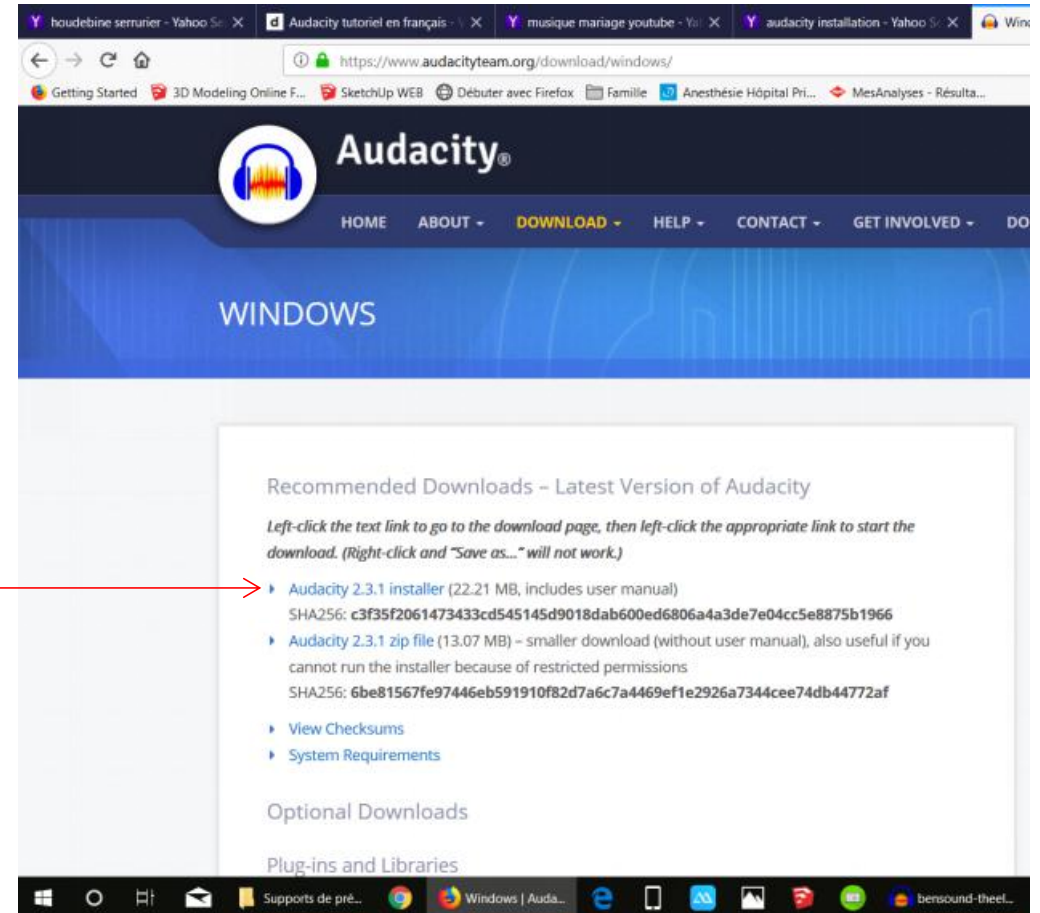 houdebine serrurier - Yahoo Se
Audacity tutoriel en français -
musique mariage youtube - Ya
audacity installation - Yahoo S
Wind
https://www.audacityteam.org/download/windows/
Getting Started
3D Modeling Online F...
SketchUp WEB
Débuter avec Firefox
Famille
Anesthésie Hôpital Pri...
MesAnalyses - Résulta...
Audacity®
HOME ABOUT DOWNLOAD HELP CONTACT GET INVOLVED DO
WINDOWS
Recommended Downloads – Latest Version of Audacity
Left-click the text link to go to the download page, then left-click the appropriate link to start the
download. (Right-click and "Save as..." will not work.)
Audacity 2.3.1 installer (22.21 MB, includes user manual)
SHA256: c3f35f2061473433cd545145d9018dab600ed6806a4a3de7e04cc5e8875b1966
Audacity 2.3.1 zip file (13.07 MB) – smaller download (without user manual), also useful if you
cannot run the installer because of restricted permissions
SHA256: 6be81567fe97446eb591910f82d7a6c7a4469ef1e2926a7344cee74db44772af
View Checksums
System Requirements
Optional Downloads
Plug-ins and Libraries
Supports de pré...
Windows | Auda...
bensound-theel...